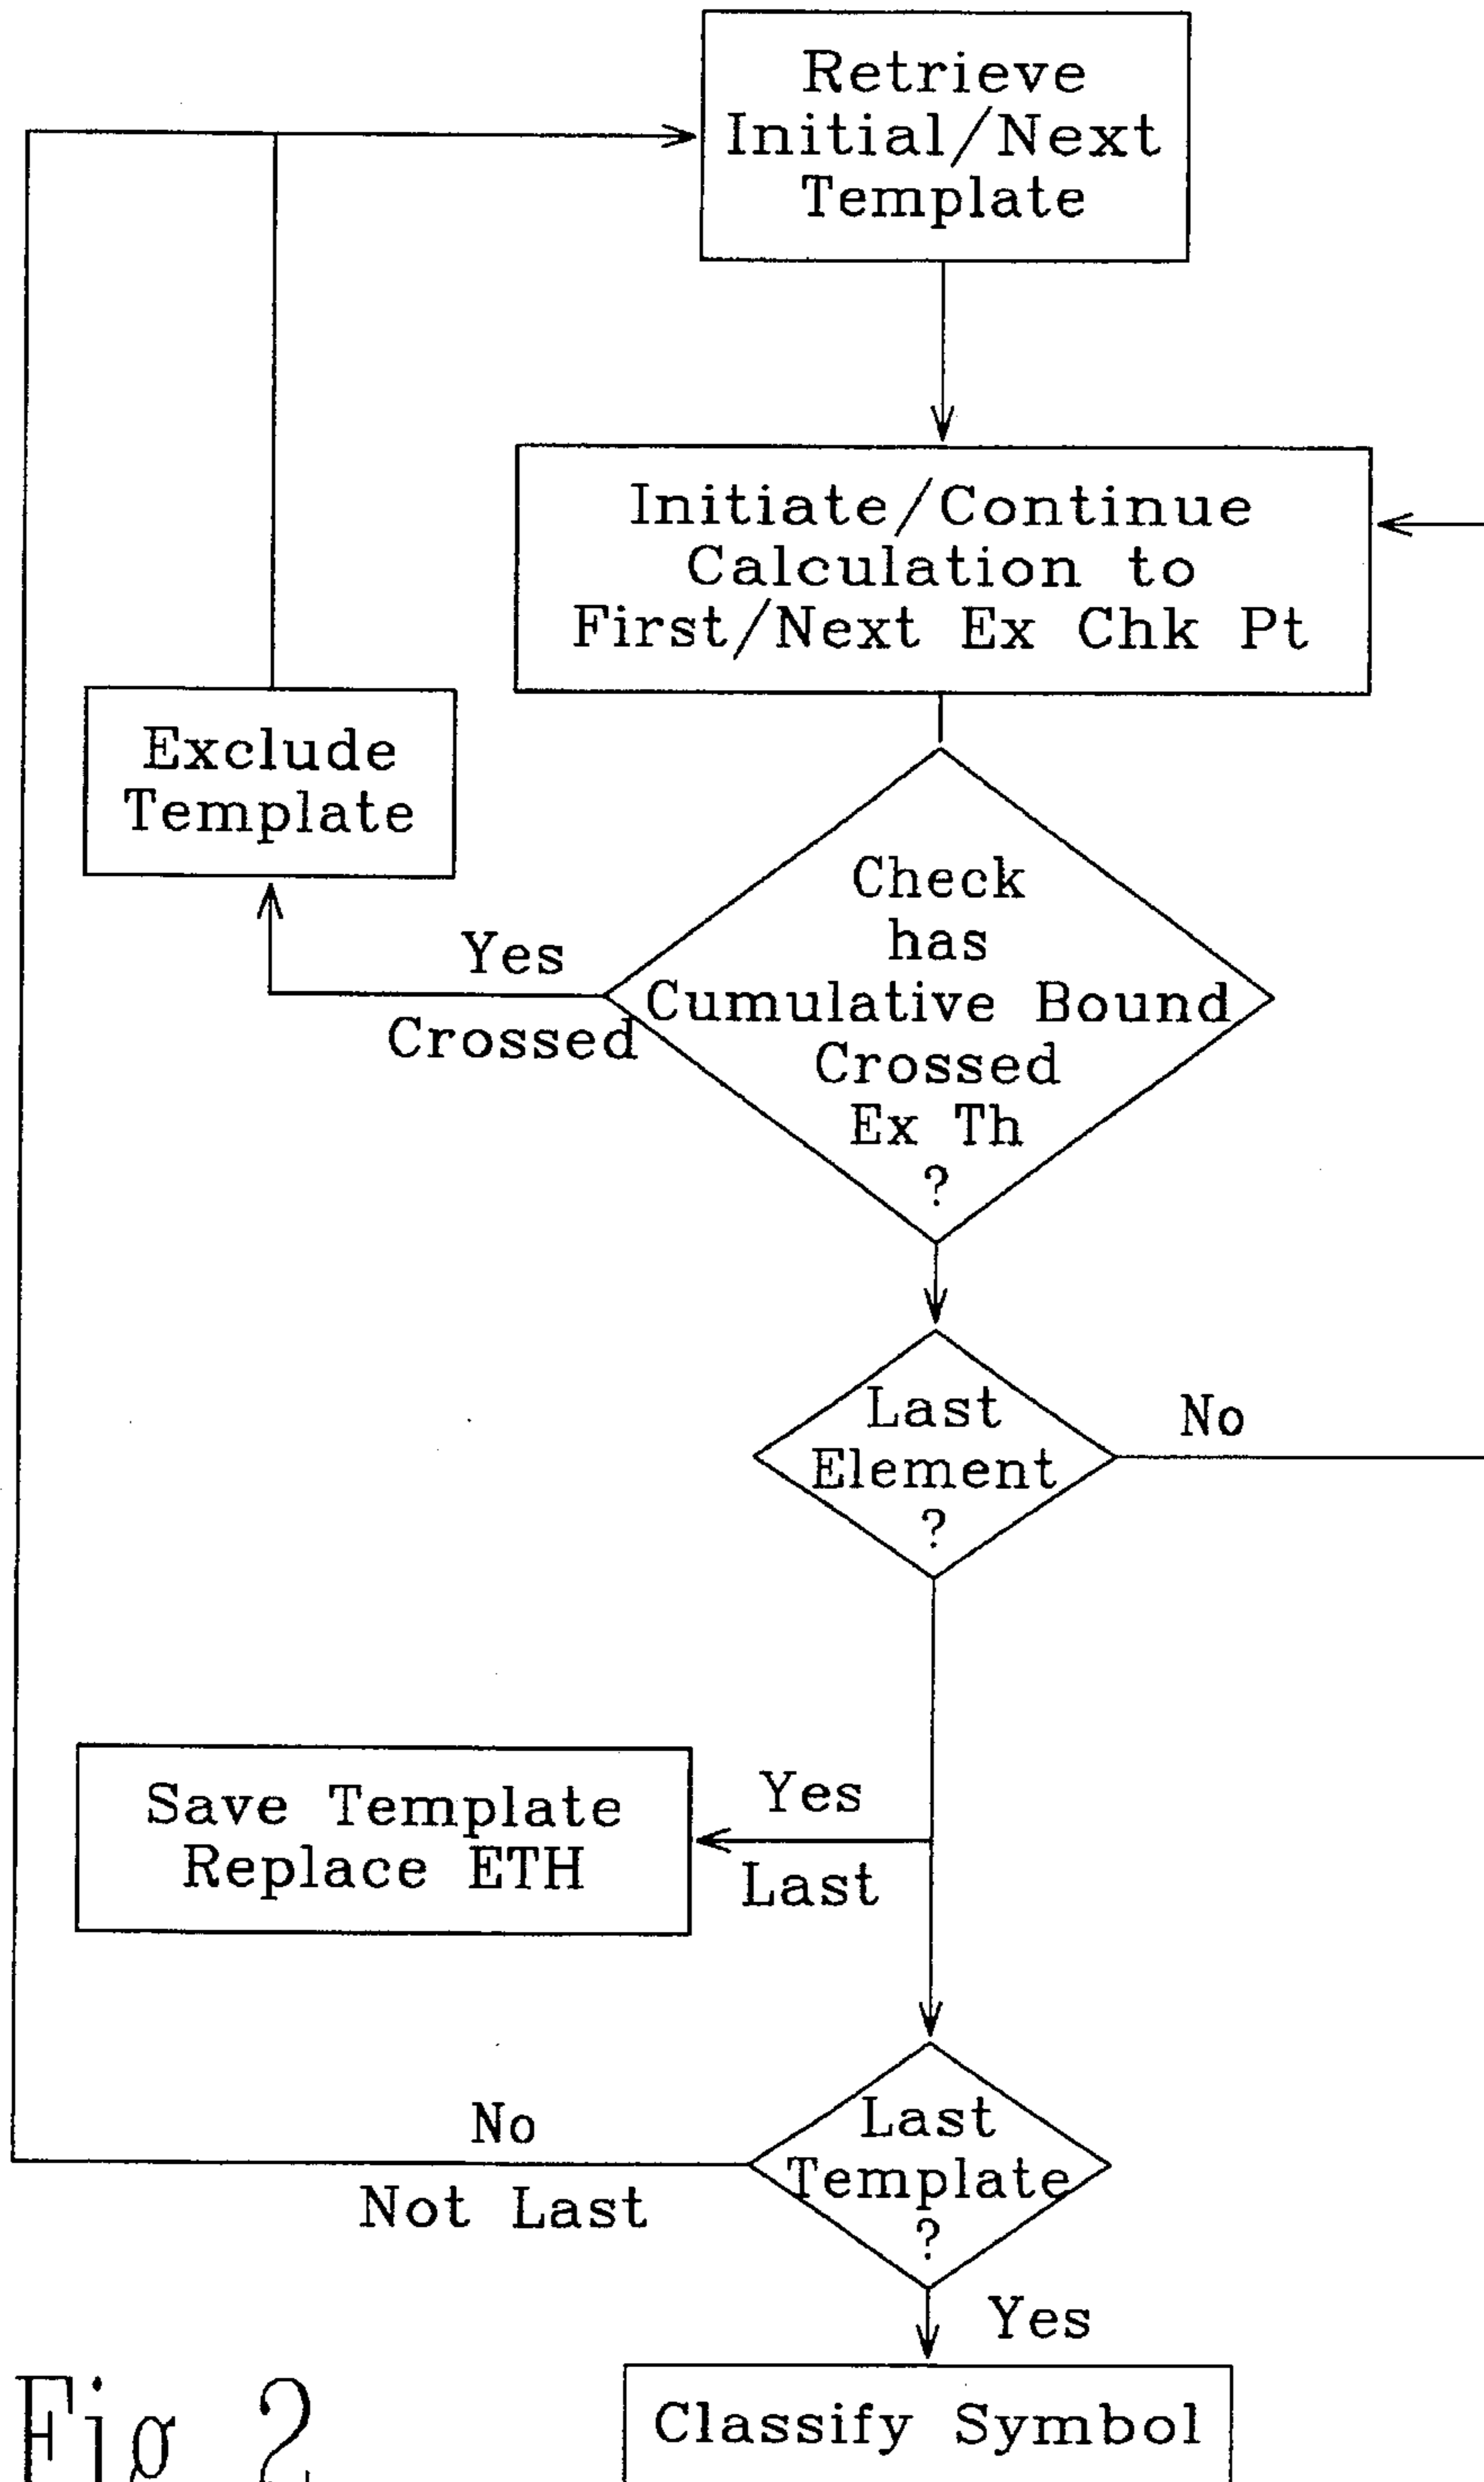 Retrieve
Initial/Next
Template
Initiate/Continue
Calculation to
First/Next Ex Chk Pt
Exclude
Template
Check
has
Cumulative Bound
Crossed
Ex Th
?
Yes
Crossed
Last
Element
?
No
Save Template
Replace ETH
Yes
Last
Last
Template
?
No
Not Last
Yes
Classify Symbol
Fig 2